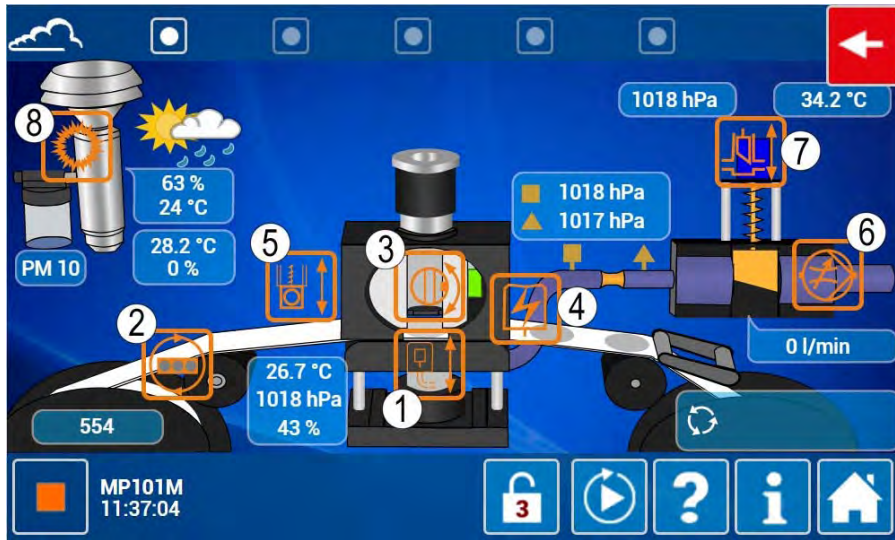 1018 hPa
34.2 °C
8
7
63 %
24 °C
1018 hPa
1017 hPa
28.2 °C
0 %
5
3
6
PM 10
4
2
0 l/min
26.7 °C
1018 hPa
43 %
1
554
MP101M
11:37:04
3
?
i